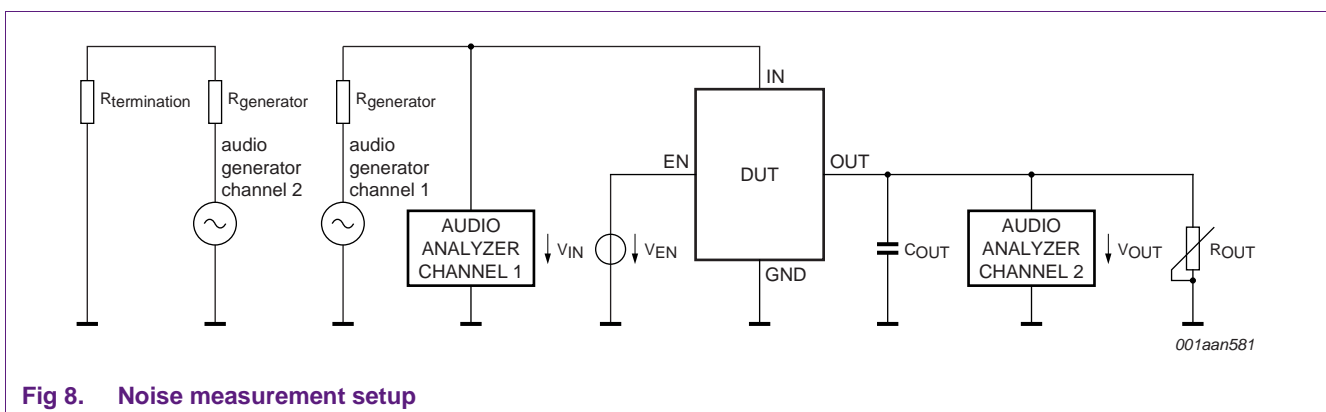 Rtermination
Rgenerator
audio
generator
channel 2
Rgenerator
audio
generator
channel 1
AUDIO
ANALYZER
CHANNEL 1
VIN
VEN
EN
IN
DUT
OUT
GND
COUT
AUDIO
ANALYZER
CHANNEL 2
VOUT
ROUT
001aan581
Fig 8. Noise measurement setup